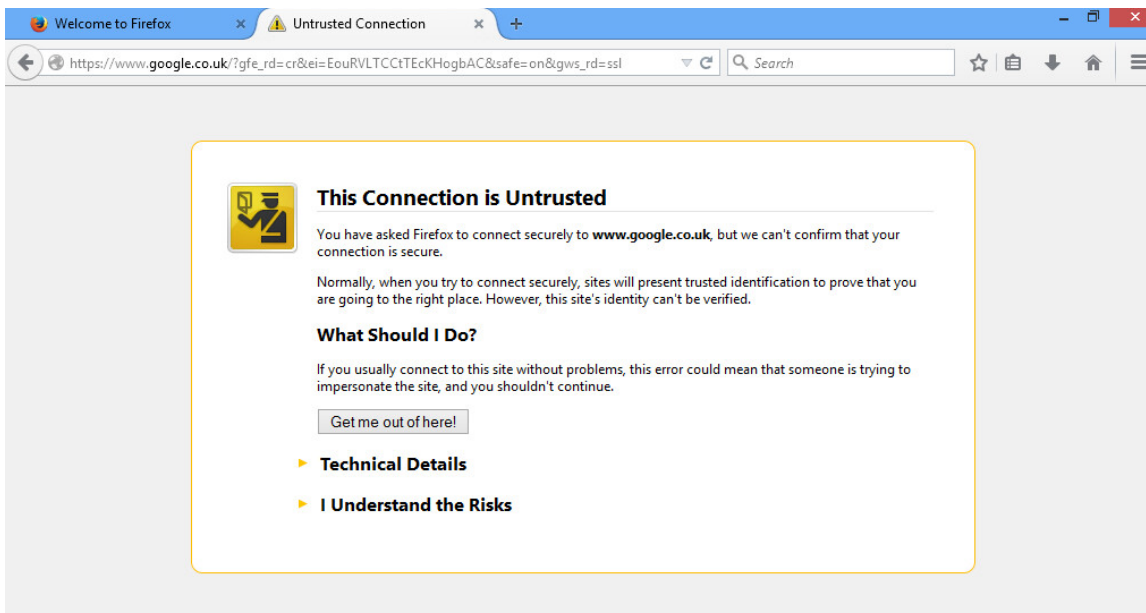 Welcome to Firefox
Untrusted Connection
https://www.google.co.uk/?gfe_rd=cr&ei=EouRVLTCCtTEcKHogbAC&safe=on&gws_rd=ssl
Search
This Connection is Untrusted
You have asked Firefox to connect securely to www.google.co.uk, but we can't confirm that your
connection is secure.
Normally, when you try to connect securely, sites will present trusted identification to prove that you
are going to the right place. However, this site's identity can't be verified.
What Should I Do?
If you usually connect to this site without problems, this error could mean that someone is trying to
impersonate the site, and you shouldn't continue.
Get me out of here!
Technical Details
I Understand the Risks